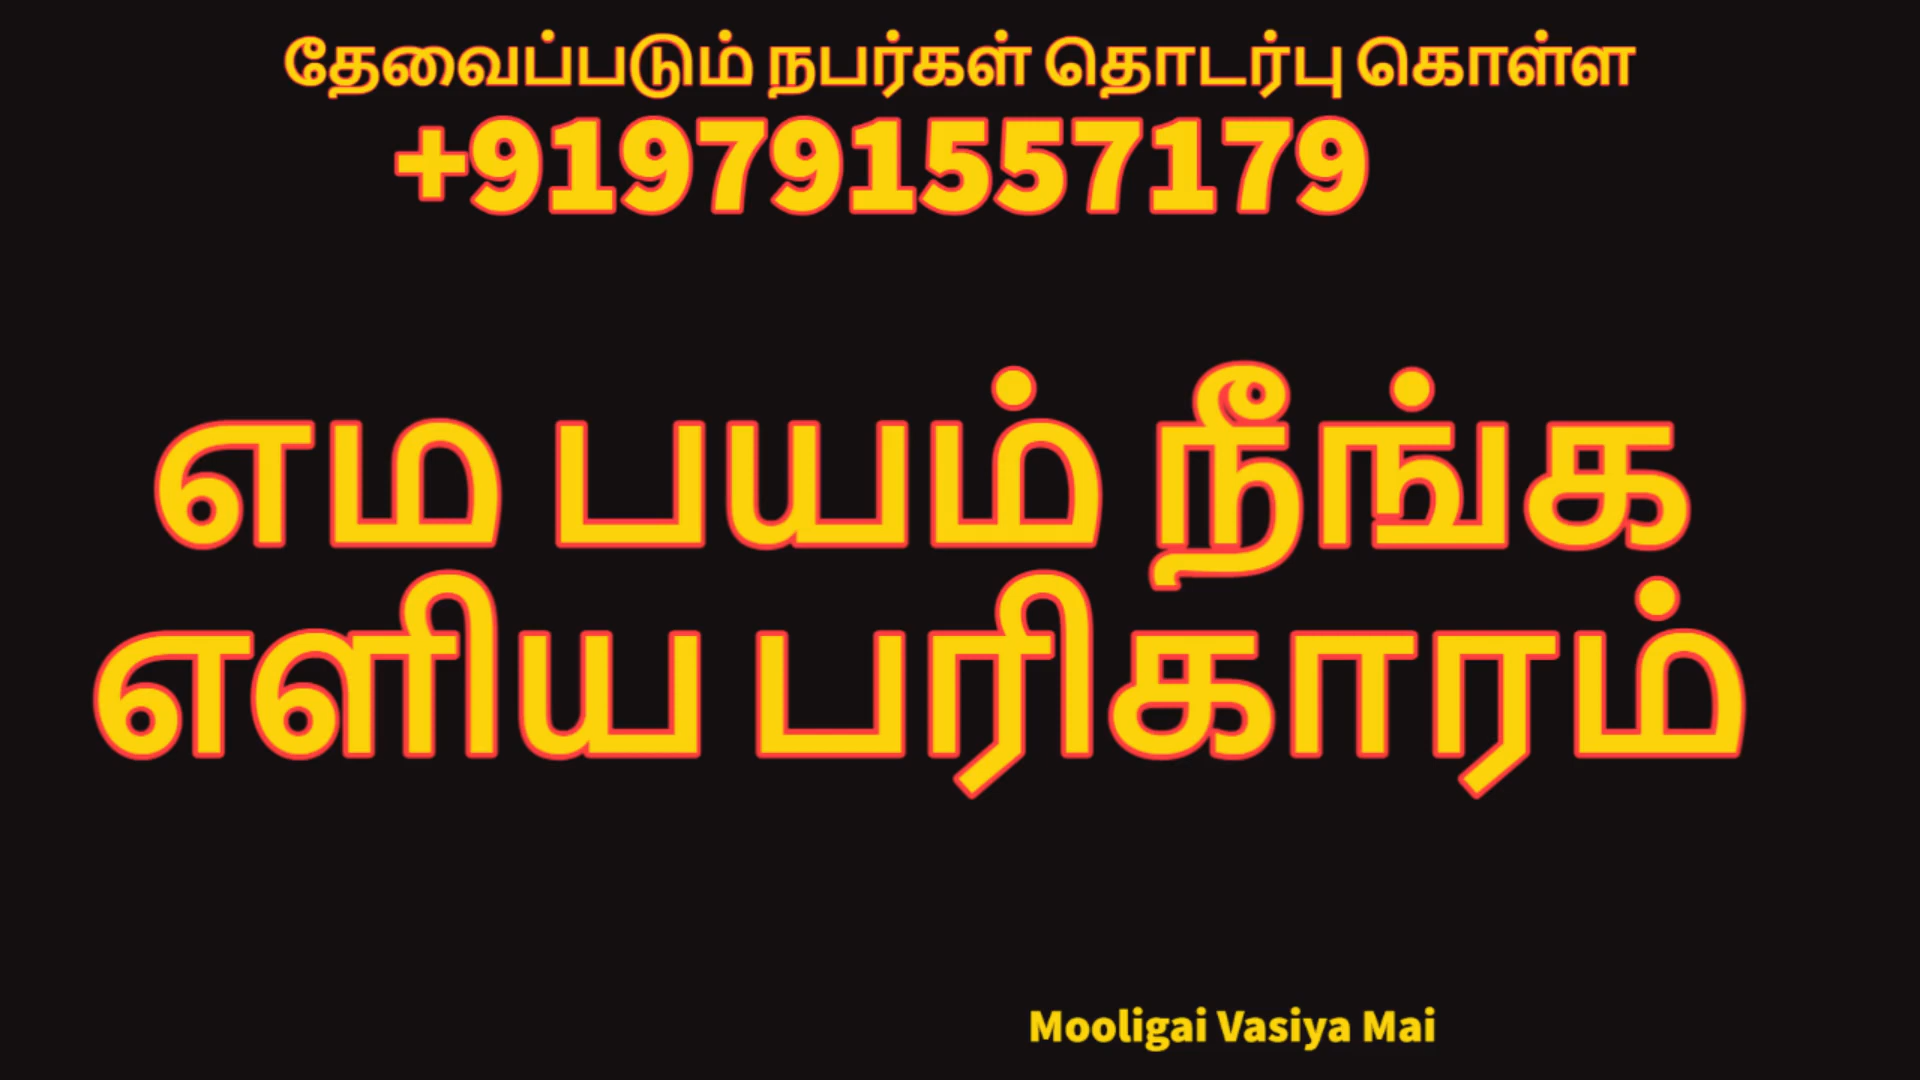 தேவைப்படும் நபர்கள் தொடர்பு கொள்ள
+919791557179
எம பயம் நீங்க
எளிய பரிகாரம்
Mooligai Vasiya Mai